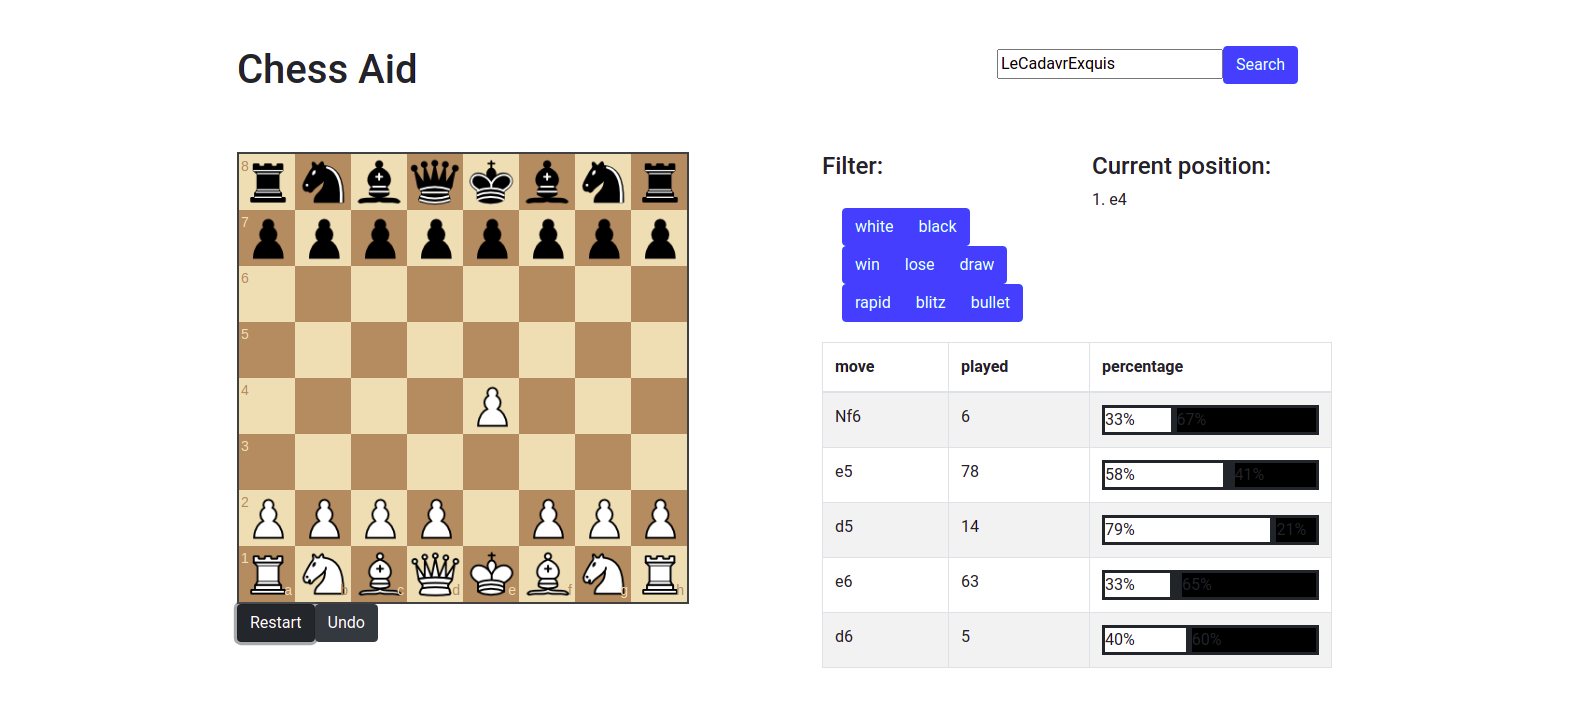 Chess Aid
LeCadavrExquis Search
8
7
6
5
4
3
2
1
a b c d e f g h
Restart Undo
Filter:
white black
win lose draw
rapid blitz bullet
Current position:
1. e4
move played percentage
Nf6 6 33% 67%
e5 78 58% 41%
d5 14 79% 21%
e6 63 33% 65%
d6 5 40% 60%